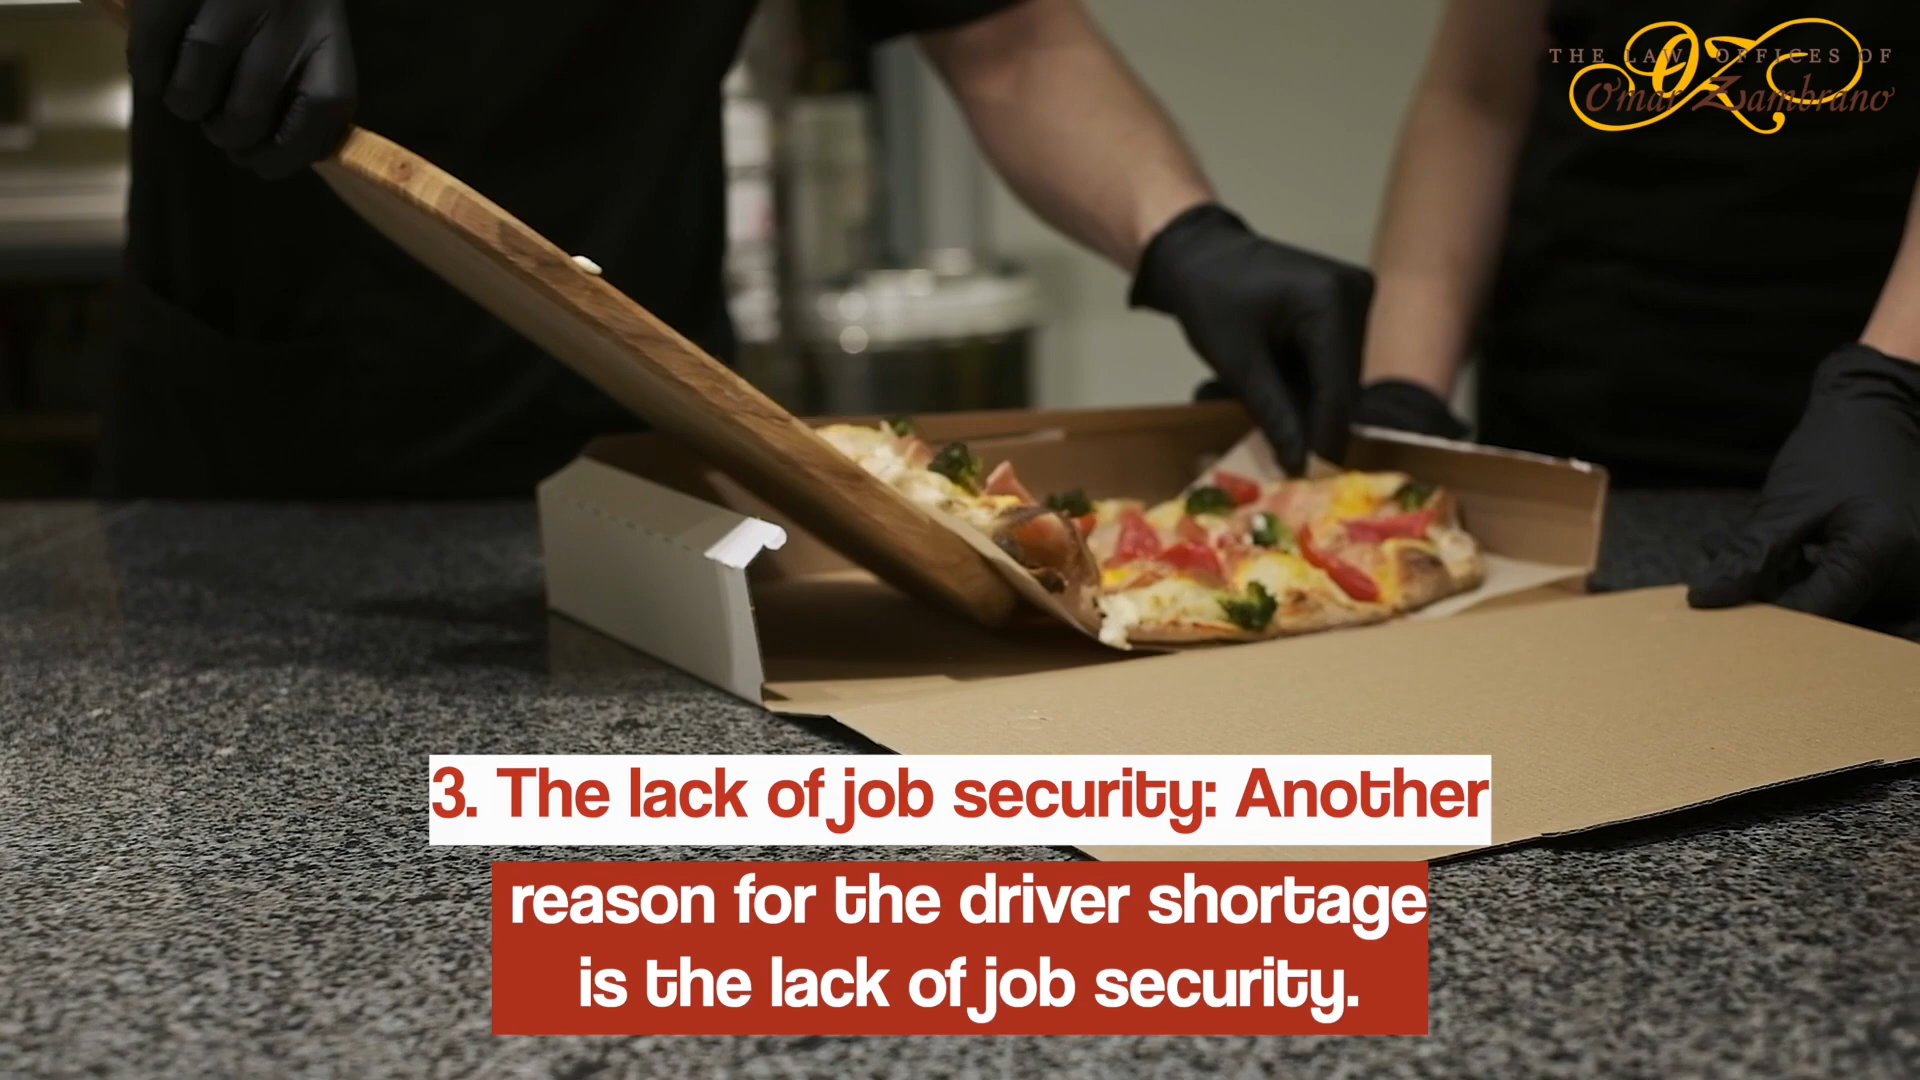 THE LAW OFFICES OF
Omar Zambrano
3. The lack of job security: Another
reason for the driver shortage
is the lack of job security.